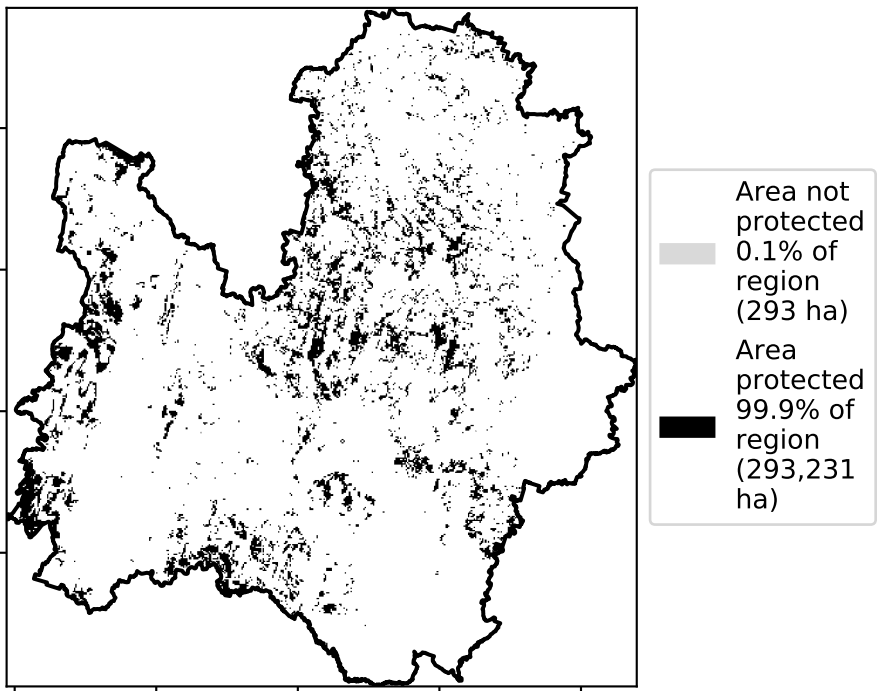 Area not
protected
0.1% of
region
(293 ha)
Area
protected
99.9% of
region
(293,231
ha)